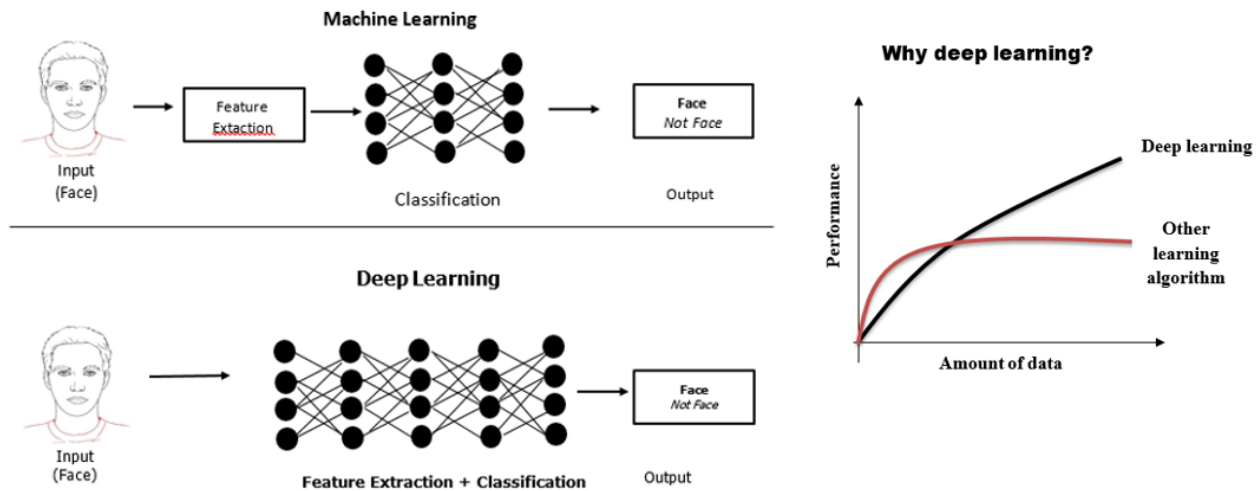 Machine Learning
Feature
Extaction
Face
Not Face
Input
(Face)
Classification
Output
Deep Learning
Face
Not Face
Input
(Face)
Feature Extraction + Classification
Output
Why deep learning?
Performance
Deep learning
Other
learning
algorithm
Amount of data